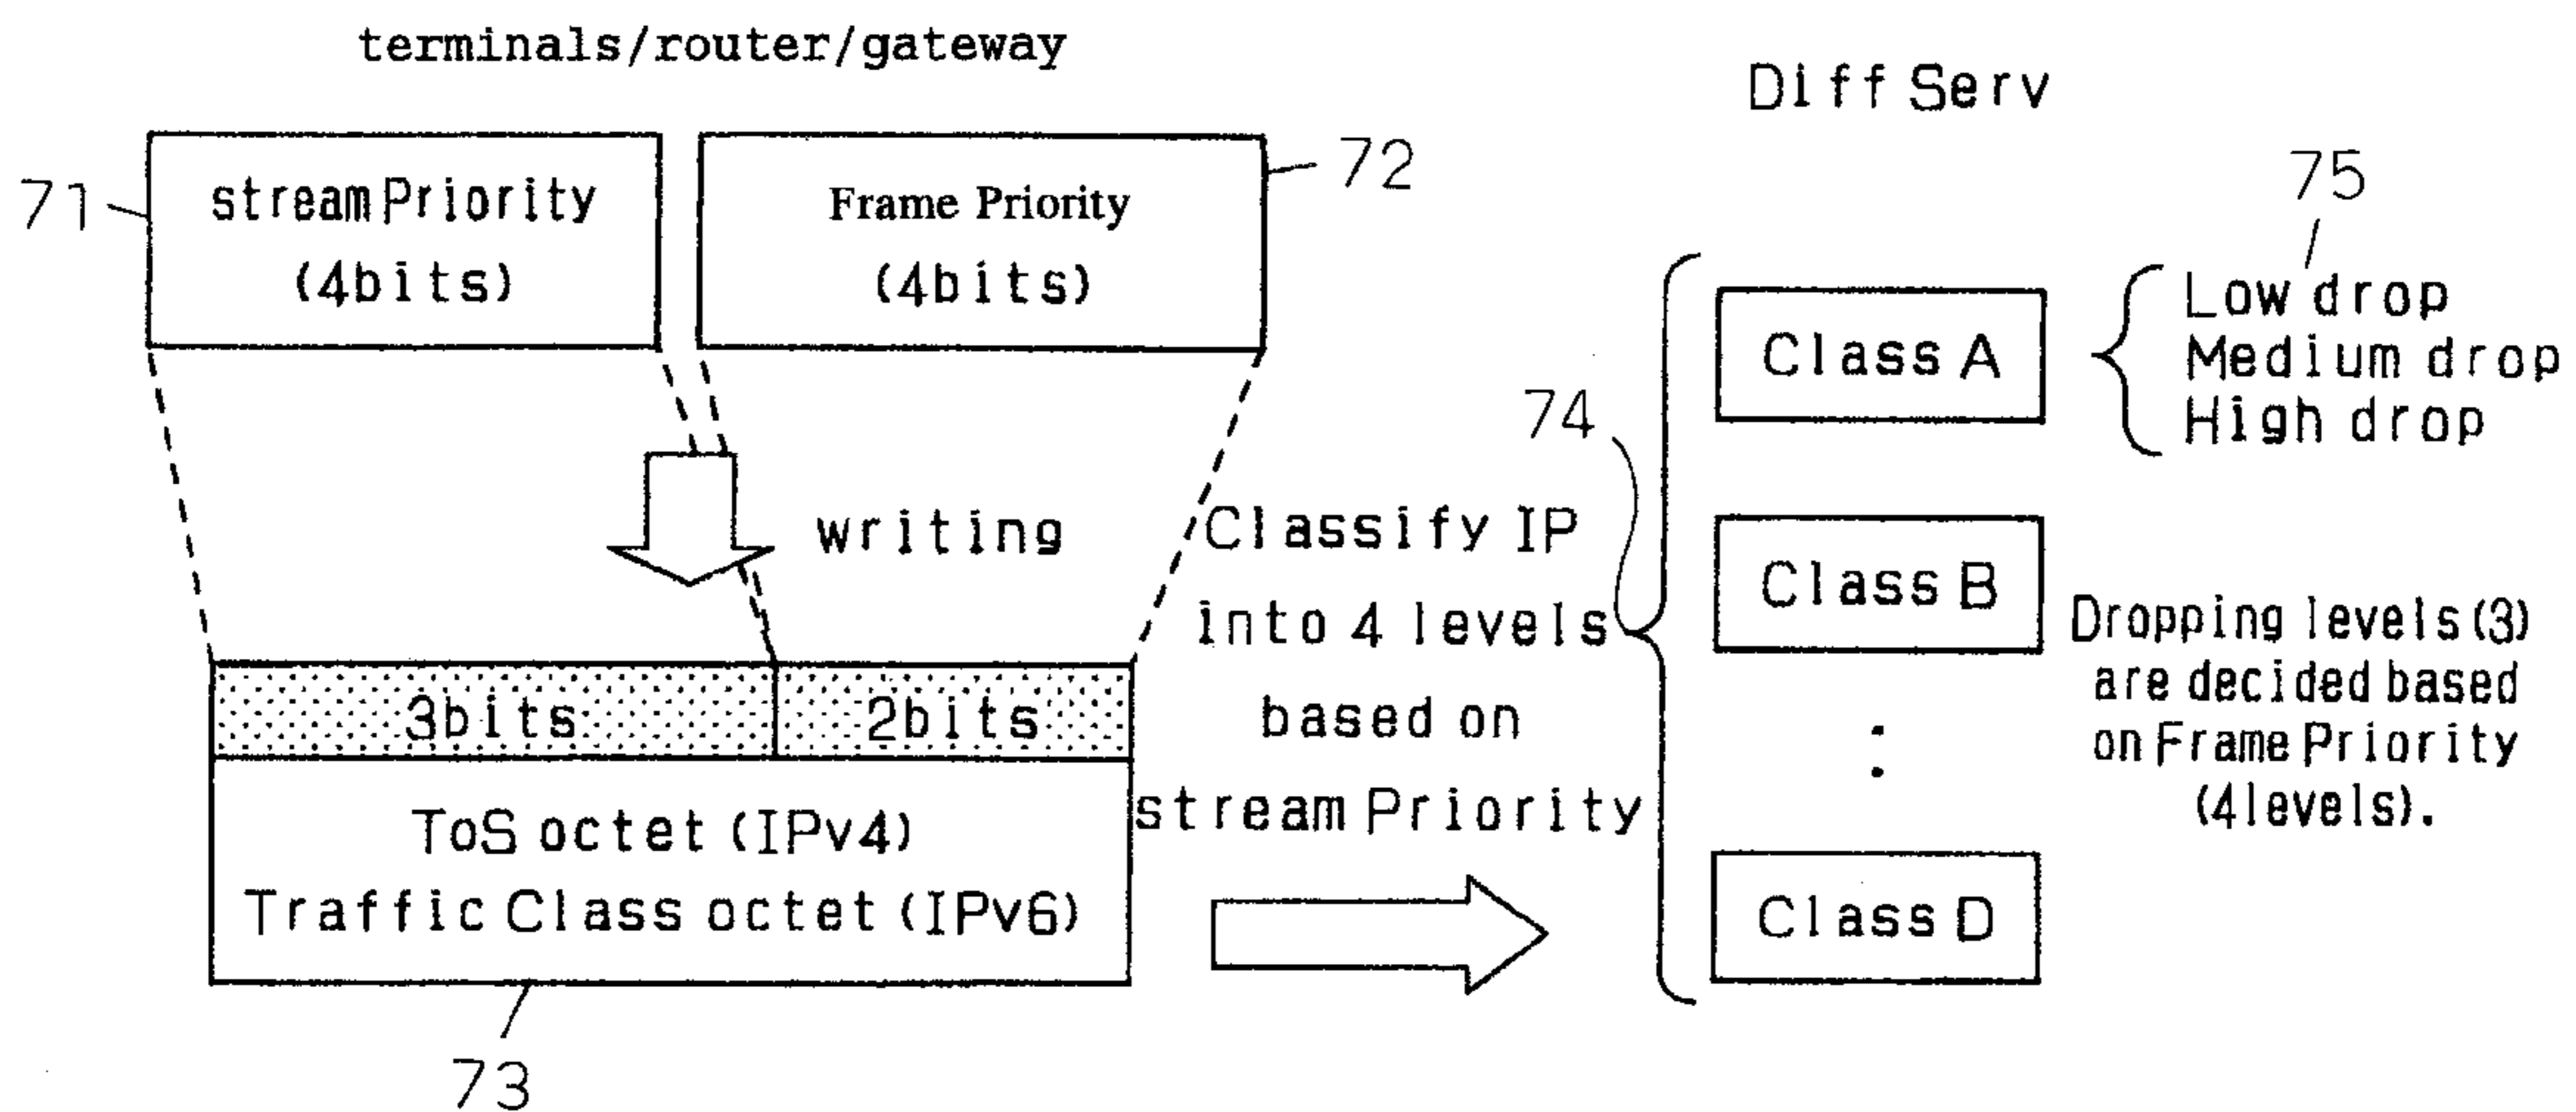 terminals/router/gateway
Diff Serv
71
stream Priority
(4bits)
Frame Priority
(4bits)
72
75
Low drop
Medium drop
High drop
Class A
74
writing
Classify IP
into 4 levels
based on
stream Priority
Class B
Dropping levels (3)
are decided based
on Frame Priority
(4levels).
:
3bits
2bits
ToS octet (IPv4)
Traffic Class octet (IPv6)
Class D
73